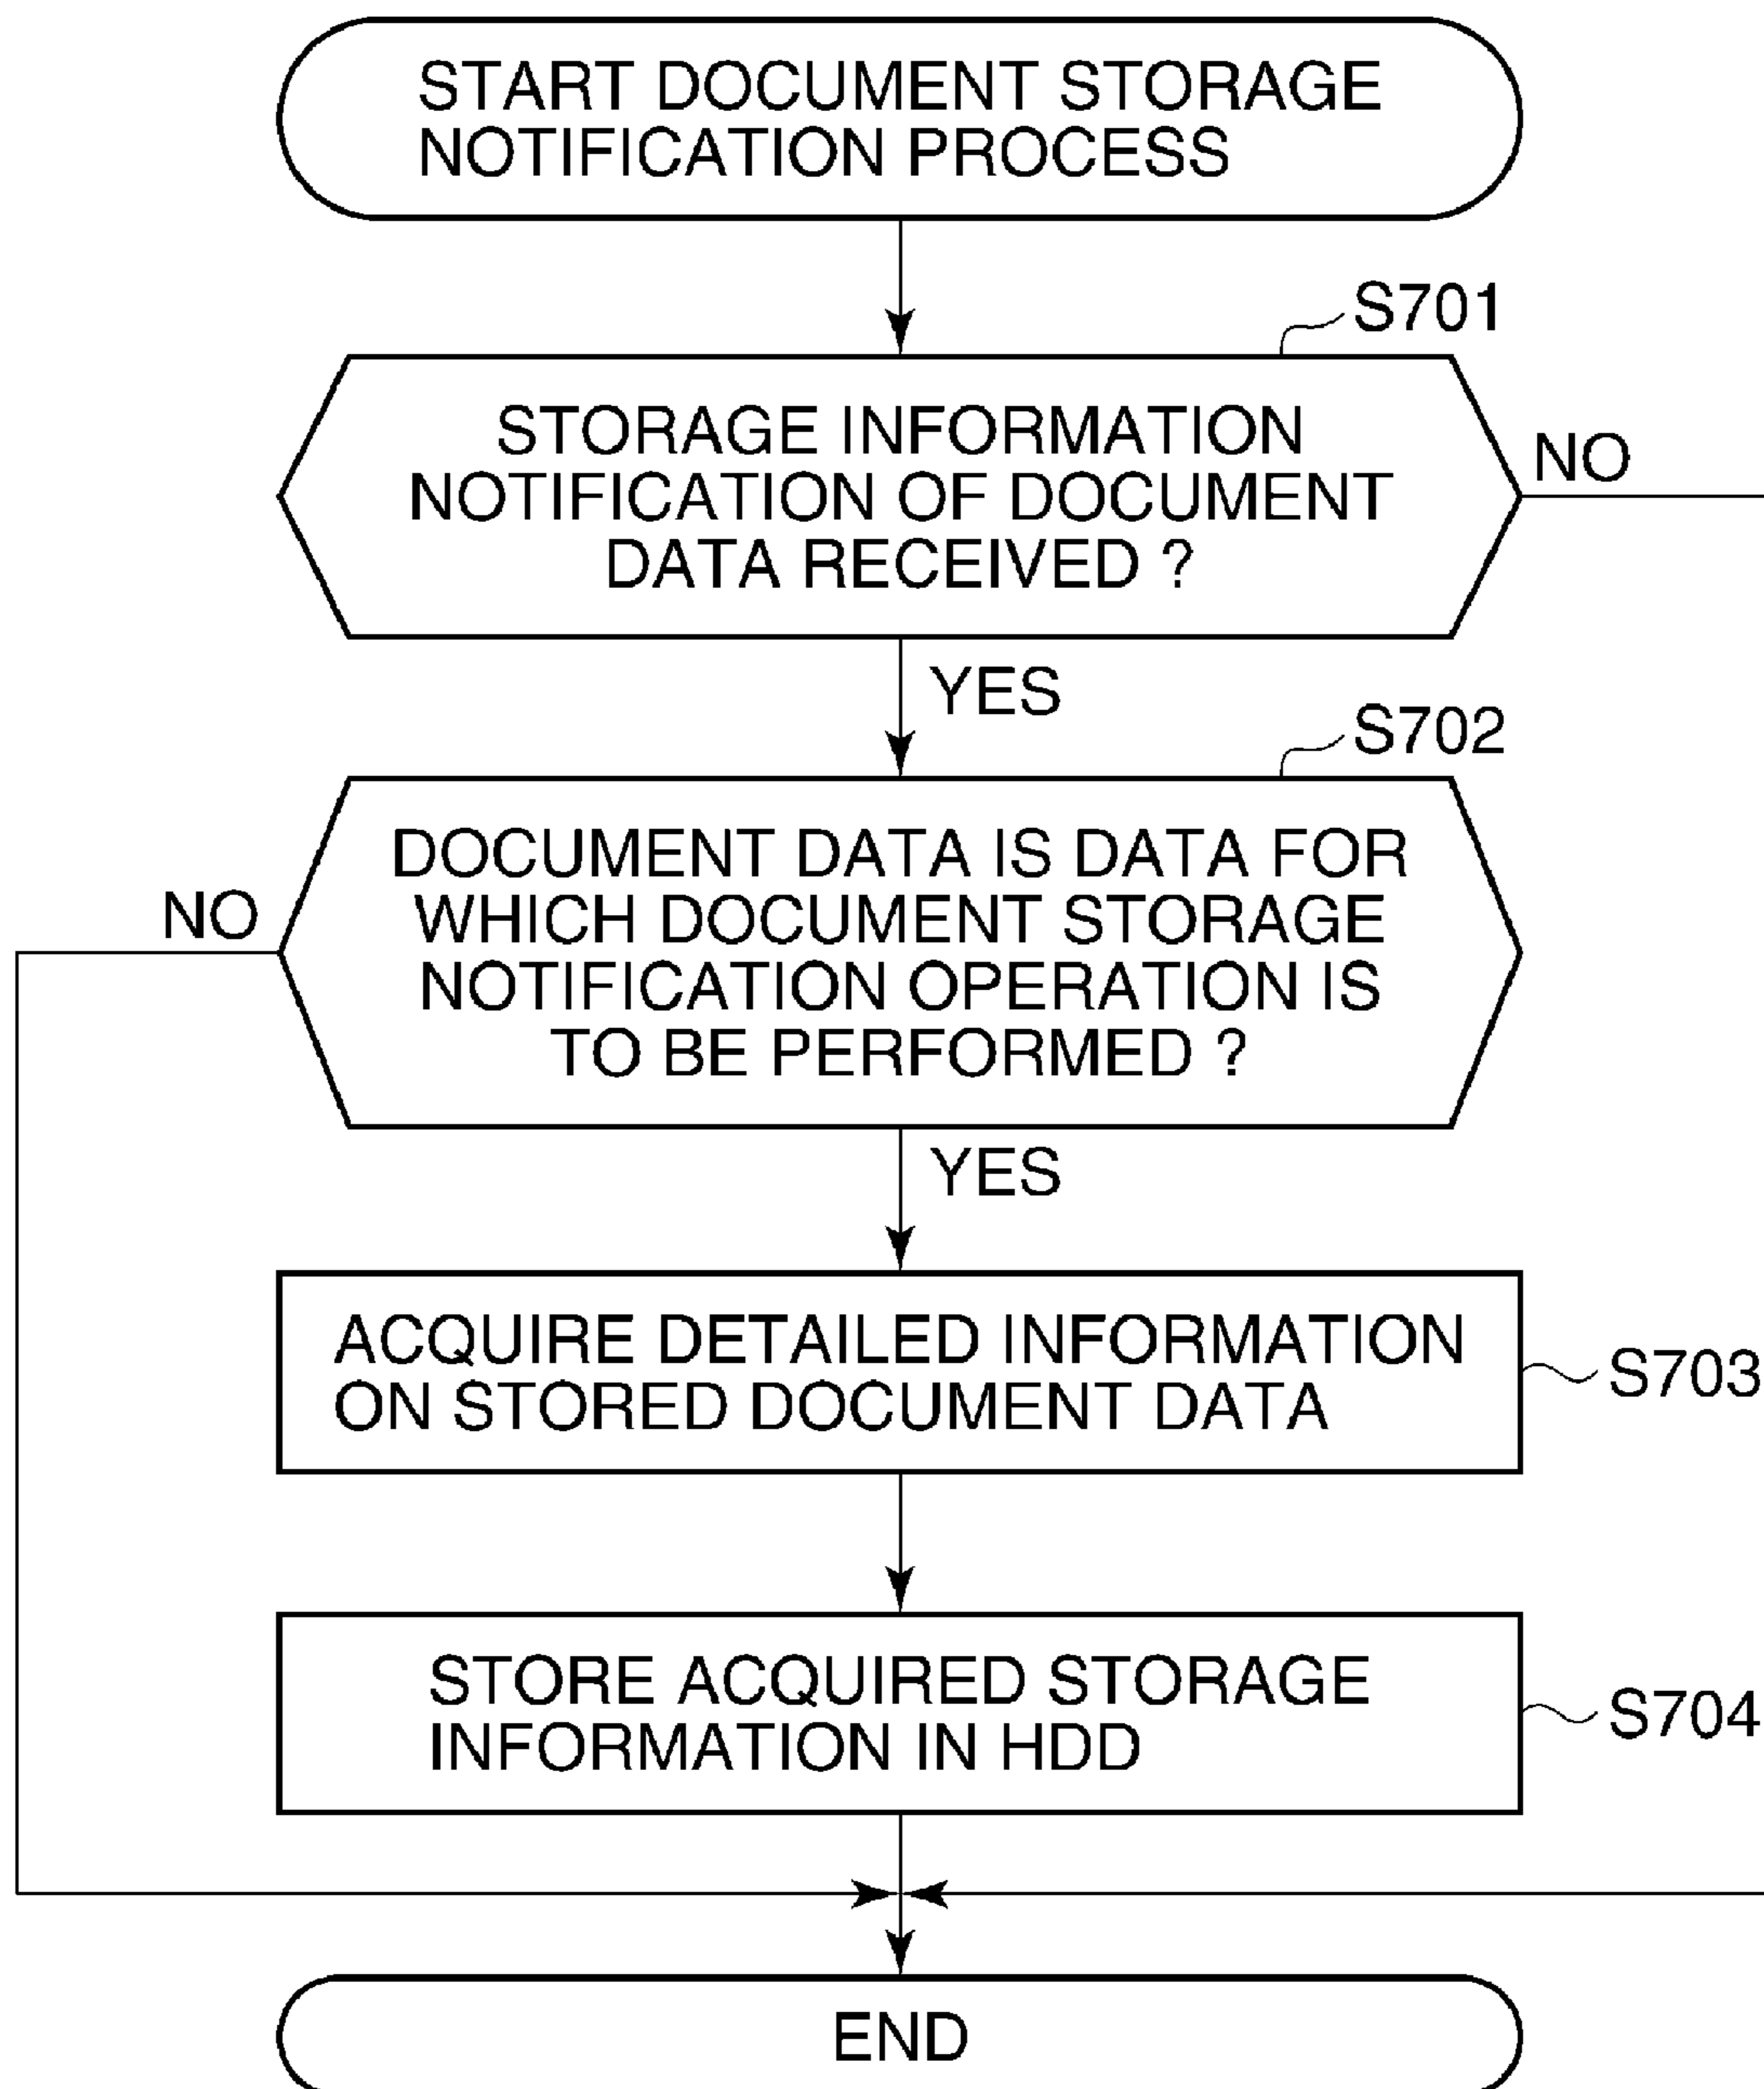 START DOCUMENT STORAGE
NOTIFICATION PROCESS
S701
STORAGE INFORMATION
NOTIFICATION OF DOCUMENT
DATA RECEIVED ?
NO
YES
S702
DOCUMENT DATA IS DATA FOR
WHICH DOCUMENT STORAGE
NOTIFICATION OPERATION IS
TO BE PERFORMED ?
NO
YES
ACQUIRE DETAILED INFORMATION
ON STORED DOCUMENT DATA
S703
STORE ACQUIRED STORAGE
INFORMATION IN HDD
S704
END